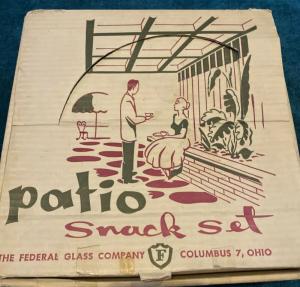 patio
snack set
THE FEDERAL GLASS COMPANY F COLUMBUS 7, OHIO